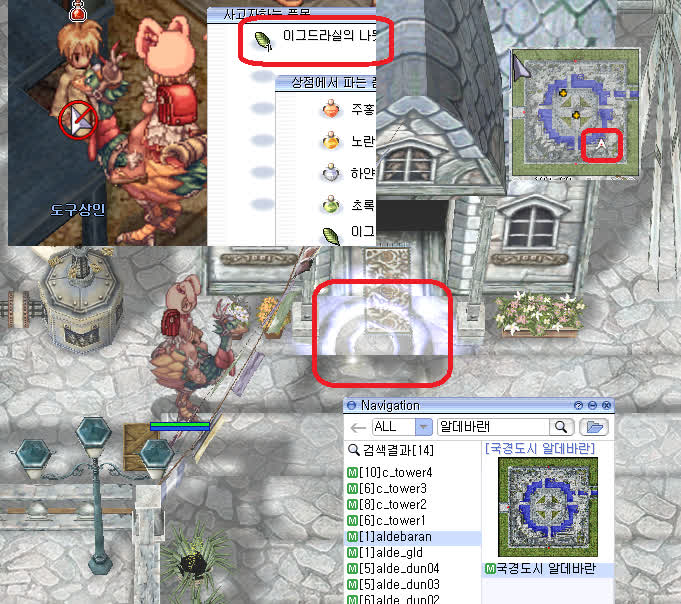 사고자하는 품목
이그드라실의 나뭇
상점에서 파는 품
주홍
노란
하얀
초록
이그
도구상인
A
Navigation
ALL
알데바란
검색결과[14]
[국경도시 알데바란]
[10]c_tower4
[6]c_tower3
[8]c_tower2
[6]c_tower1
[1]aldebaran
[1]alde_gld
[5]alde_dun04
[5]alde_dun03
[6]alde_dun02
M국경도시 알데바란